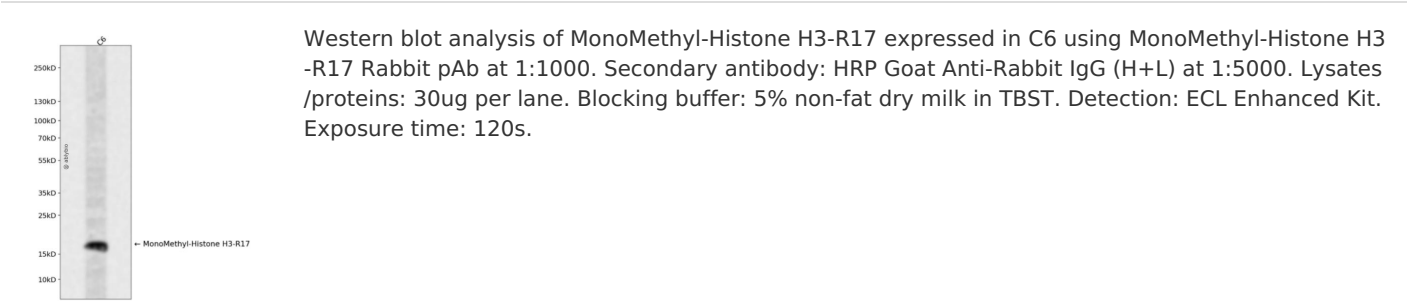 C6
250kD
130kD
100kD
70kD
55kD
35kD
25kD
15kD
10kD
← MonoMethyl-Histone H3-R17
Western blot analysis of MonoMethyl-Histone H3-R17 expressed in C6 using MonoMethyl-Histone H3
-R17 Rabbit pAb at 1:1000. Secondary antibody: HRP Goat Anti-Rabbit IgG (H+L) at 1:5000. Lysates
/proteins: 30ug per lane. Blocking buffer: 5% non-fat dry milk in TBST. Detection: ECL Enhanced Kit.
Exposure time: 120s.